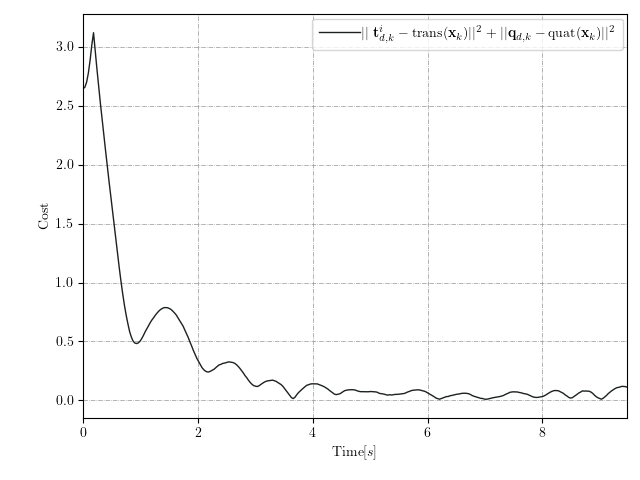 || t^i_{d,k} − trans(x_k)||^2 + ||q_{d,k} − quat(x_k)||^2
3.0
2.5
2.0
1.5
1.0
0.5
0.0
Cost
0 2 4 6 8
Time[s]